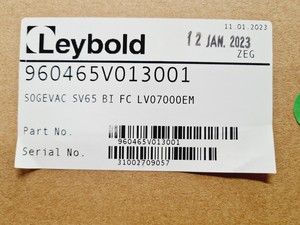 11.01.2023
Leybold
12 JAN. 2023
ZEG
960465V013001
SOGEVAC SV65 BI FC LVO7000EM
Part No.
960465V013001
Serial No.
31002709057